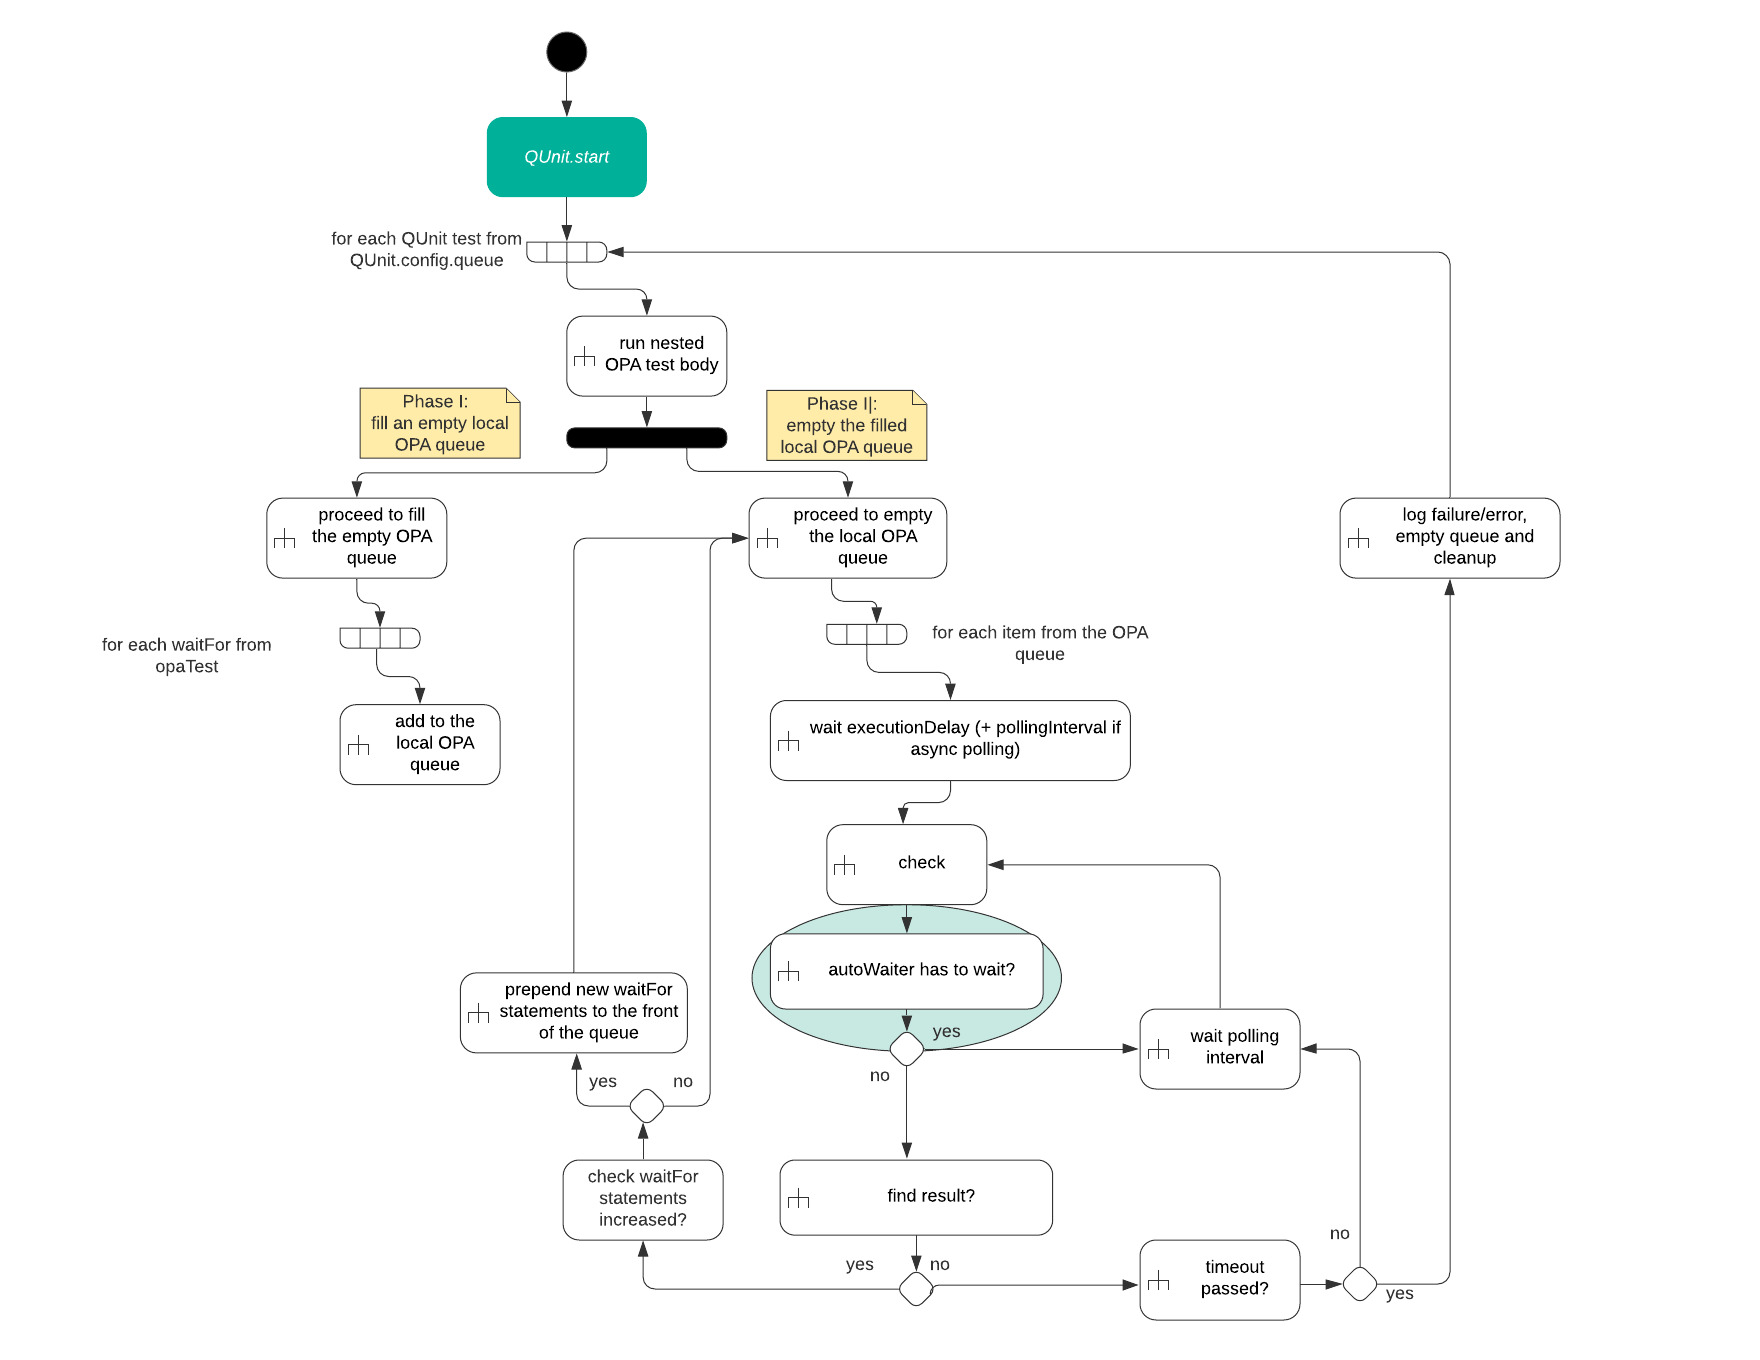 QUnit.start
for each QUnit test from
QUnit.config.queue
run nested
OPA test body
Phase I:
fill an empty local
OPA queue
Phase I|:
empty the filled
local OPA queue
proceed to fill
the empty OPA
queue
proceed to empty
the local OPA
queue
log failure/error,
empty queue and
cleanup
for each waitFor from
opaTest
for each item from the OPA
queue
add to the
local OPA
queue
wait executionDelay (+ pollingInterval if
async polling)
check
autoWaiter has to wait?
yes
no
prepend new waitFor
statements to the front
of the queue
wait polling
interval
yes
no
check waitFor
statements
increased?
find result?
yes
no
timeout
passed?
no
yes